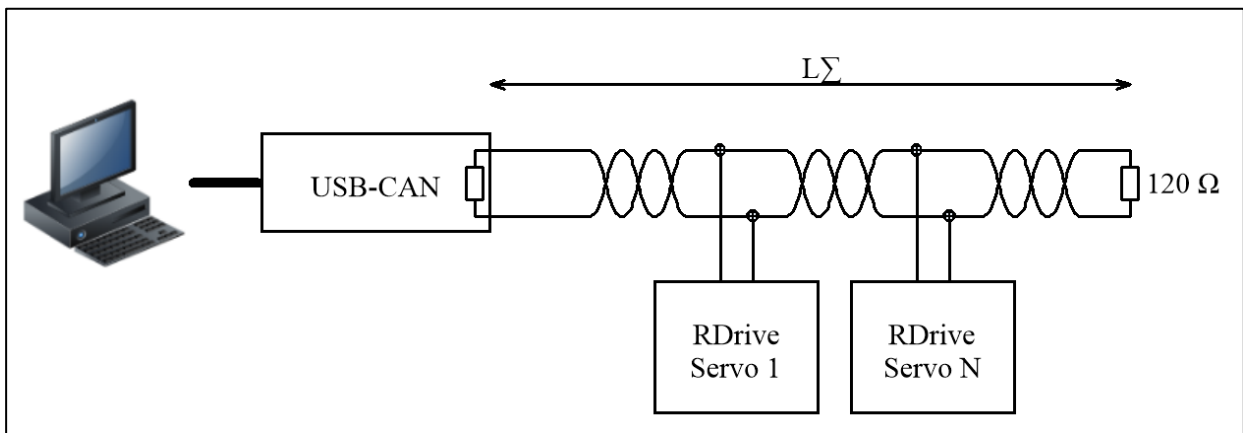 L∑
USB-CAN
120 Ω
RDrive
Servo 1
RDrive
Servo N